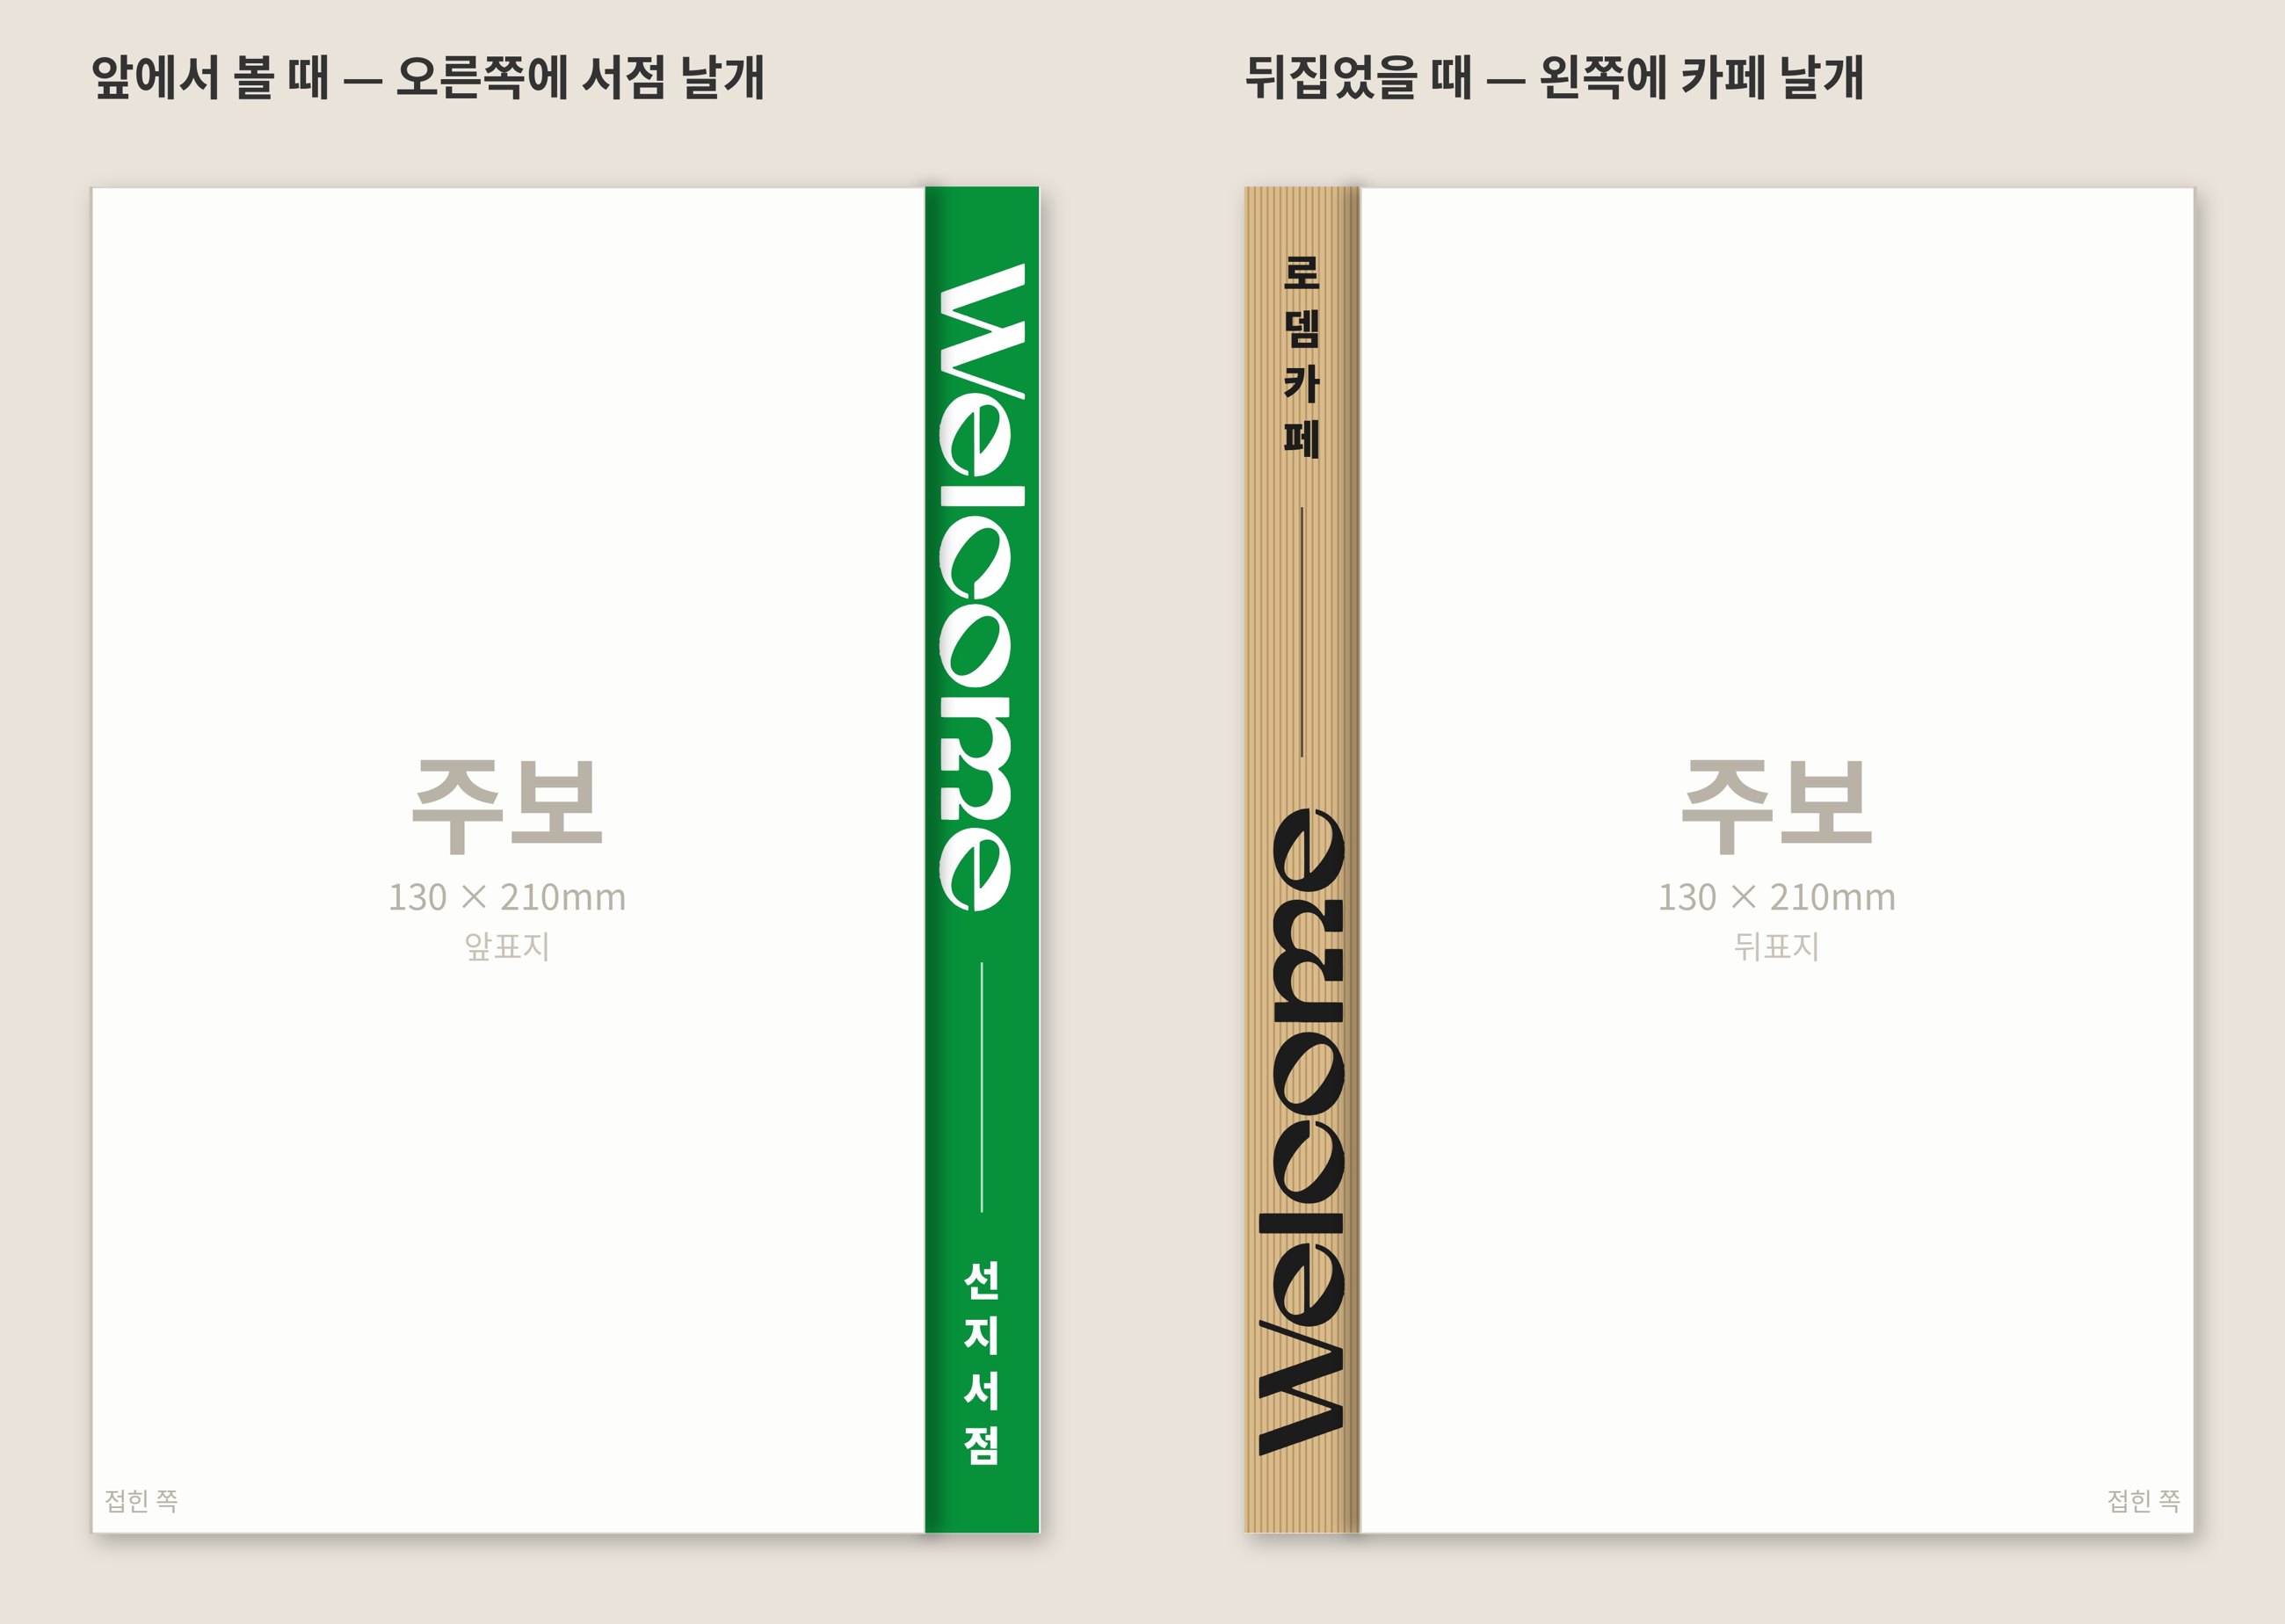 앞에서 볼 때 — 오른쪽에 서점 날개
Welcome
선지서점
주보
130 × 210mm
앞표지
접힌 쪽
뒤집었을 때 — 왼쪽에 카페 날개
로뎀카페
Welcome
주보
130 × 210mm
뒤표지
접힌 쪽